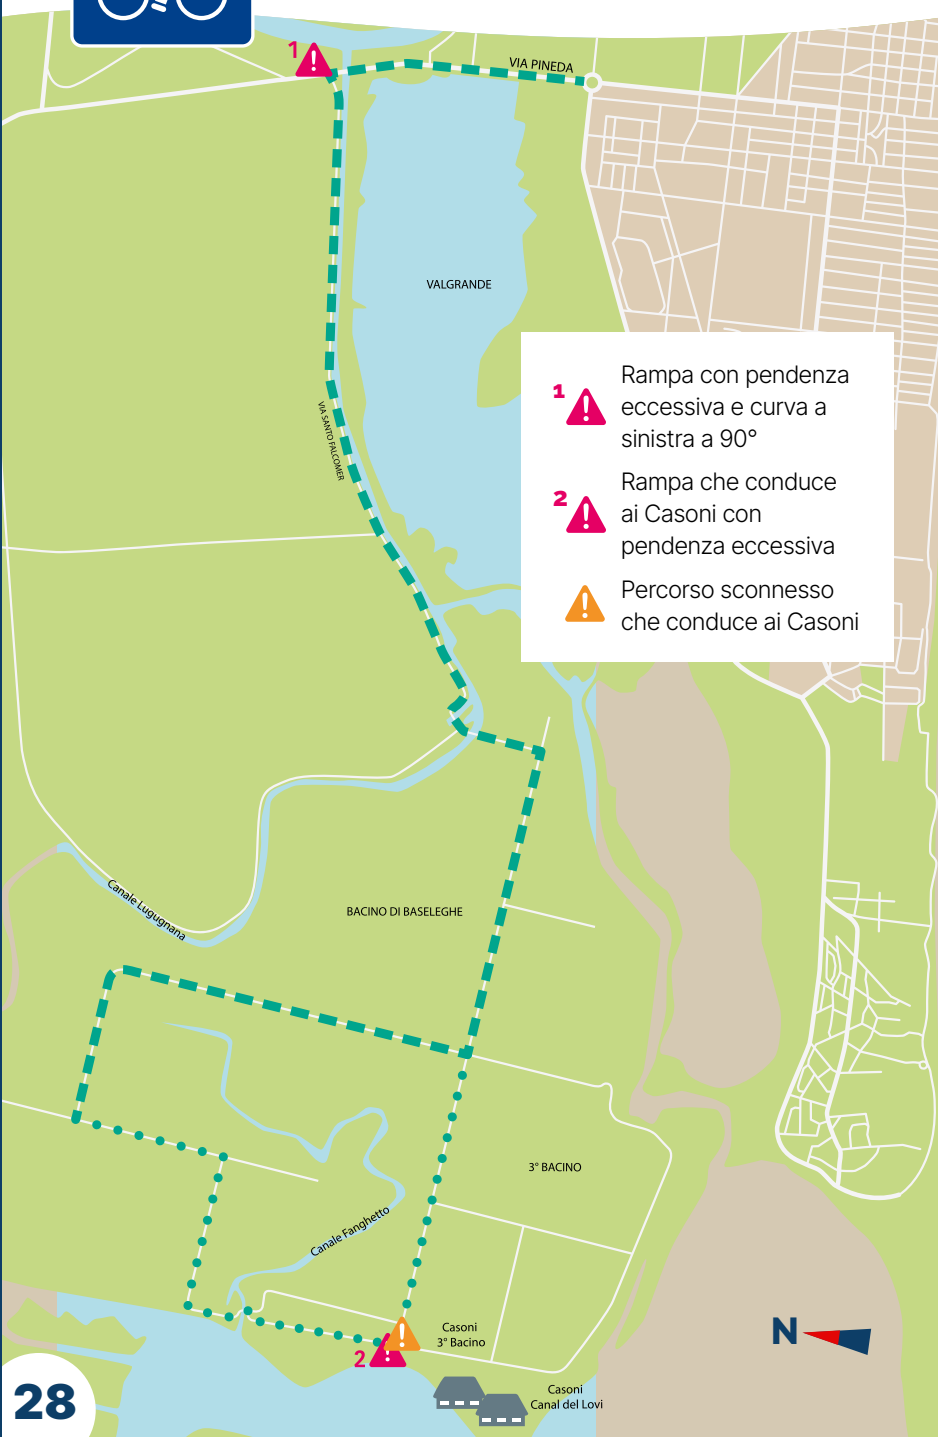 1
VIA PINEDA
VALGRANDE
VIA SANTO FALCOMER
1
Rampa con pendenza
eccessiva e curva a
sinistra a 90°
2
Rampa che conduce
ai Casoni con
pendenza eccessiva
Percorso sconnesso
che conduce ai Casoni
Canale Lugugnana
BACINO DI BASELEGHE
3° BACINO
Canale Fanghetto
Casoni
3° Bacino
2
N
Casoni
Canal del Lovi
28